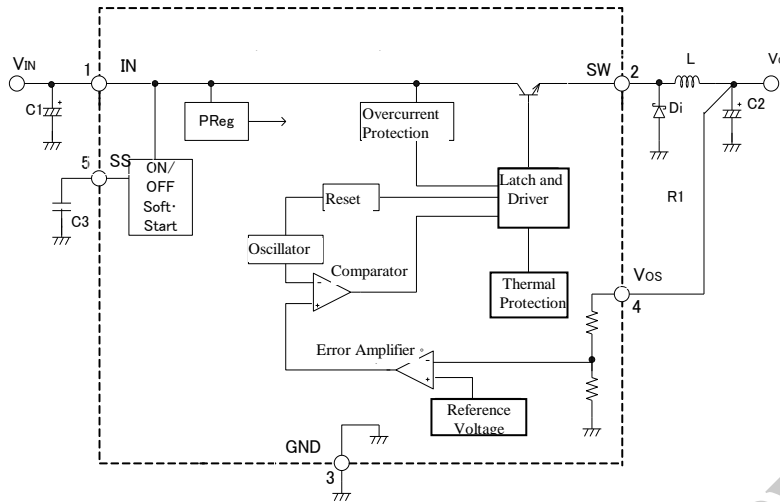 VIN
1
IN
SW
2
L
Vo
C1
PReg
Overcurrent
Protection
Di
C2
5
SS
ON/
OFF
Soft·
Start
C3
Reset
Latch and
Driver
R1
Oscillator
Comparator
Thermal
Protection
VOS
4
Error Amplifier
Reference
Voltage
GND
3